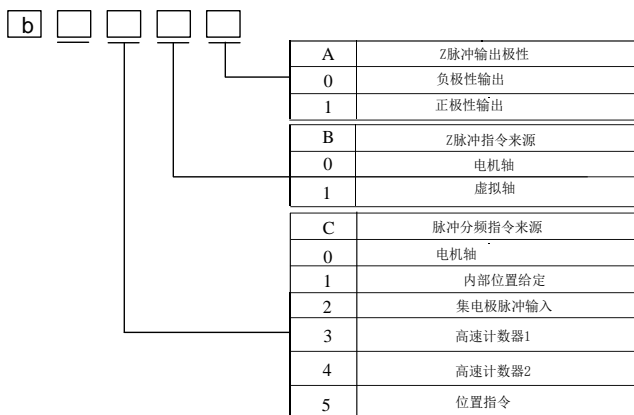 b
A Z脉冲输出极性
0 负极性输出
1 正极性输出
B Z脉冲指令来源
0 电机轴
1 虚拟轴
C 脉冲分频指令来源
0 电机轴
1 内部位置给定
2 集电极脉冲输入
3 高速计数器1
4 高速计数器2
5 位置指令